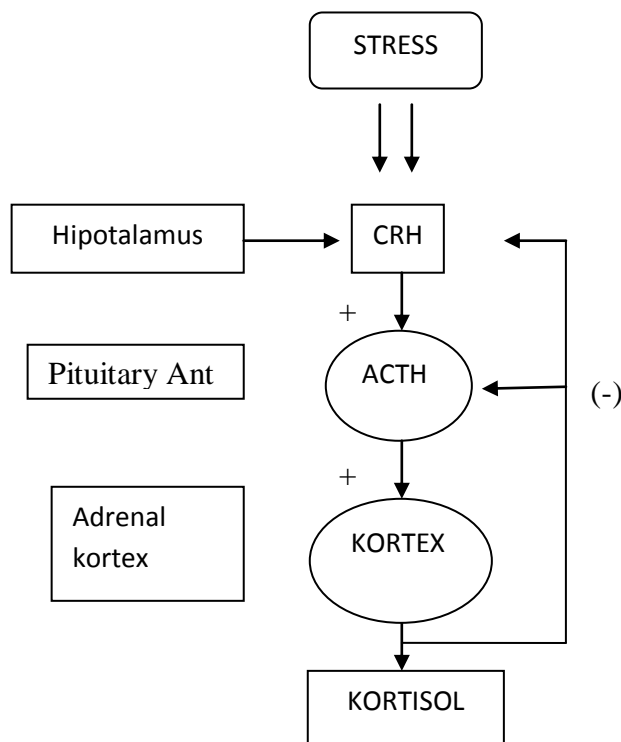 STRESS
Hipotalamus
CRH
+
Pituitary Ant
ACTH
(-)
+
Adrenal
kortex
KORTEX
KORTISOL